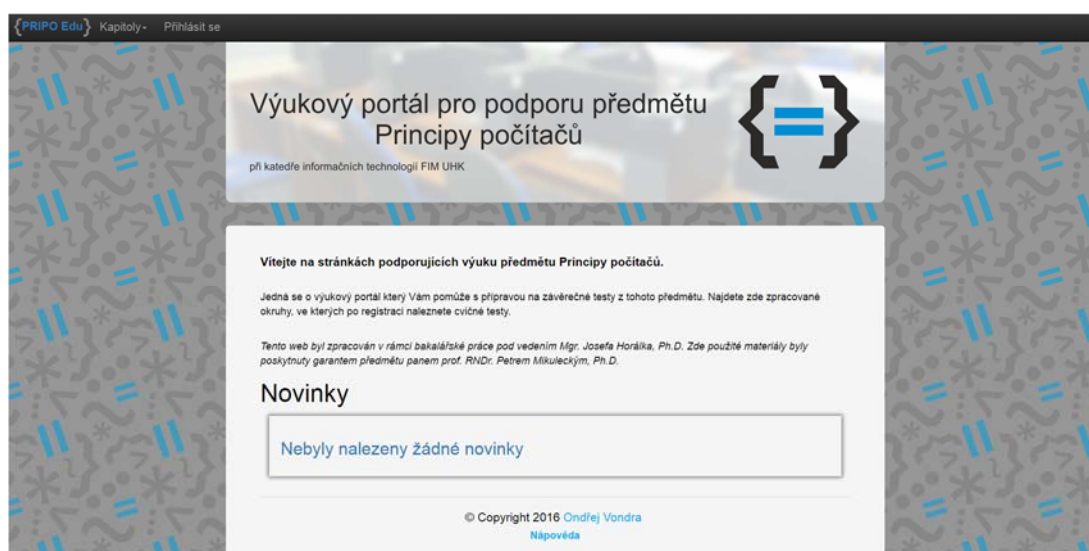 {PRIPO Edu} Kapitoly Přihlásit se
Výukový portál pro podporu předmětu
Principy počítačů
při katedře informačních technologií FIM UHK
Vítejte na stránkách podporujících výuku předmětu Principy počítačů.
Jedná se o výukový portál který Vám pomůže s přípravou na závěrečné testy z tohoto předmětu. Najdete zde zpracované
okruhy, ve kterých po registraci naleznete cvičné testy.
Tento web byl zpracován v rámci bakalářské práce pod vedením Mgr. Josefa Horálka, Ph.D. Zde použité materiály byly
poskytnuty garantem předmětu panem prof. RNDr. Petrem Mikuleckým, Ph.D.
Novinky
Nebyly nalezeny žádné novinky
© Copyright 2016 Ondřej Vondra
Nápověda